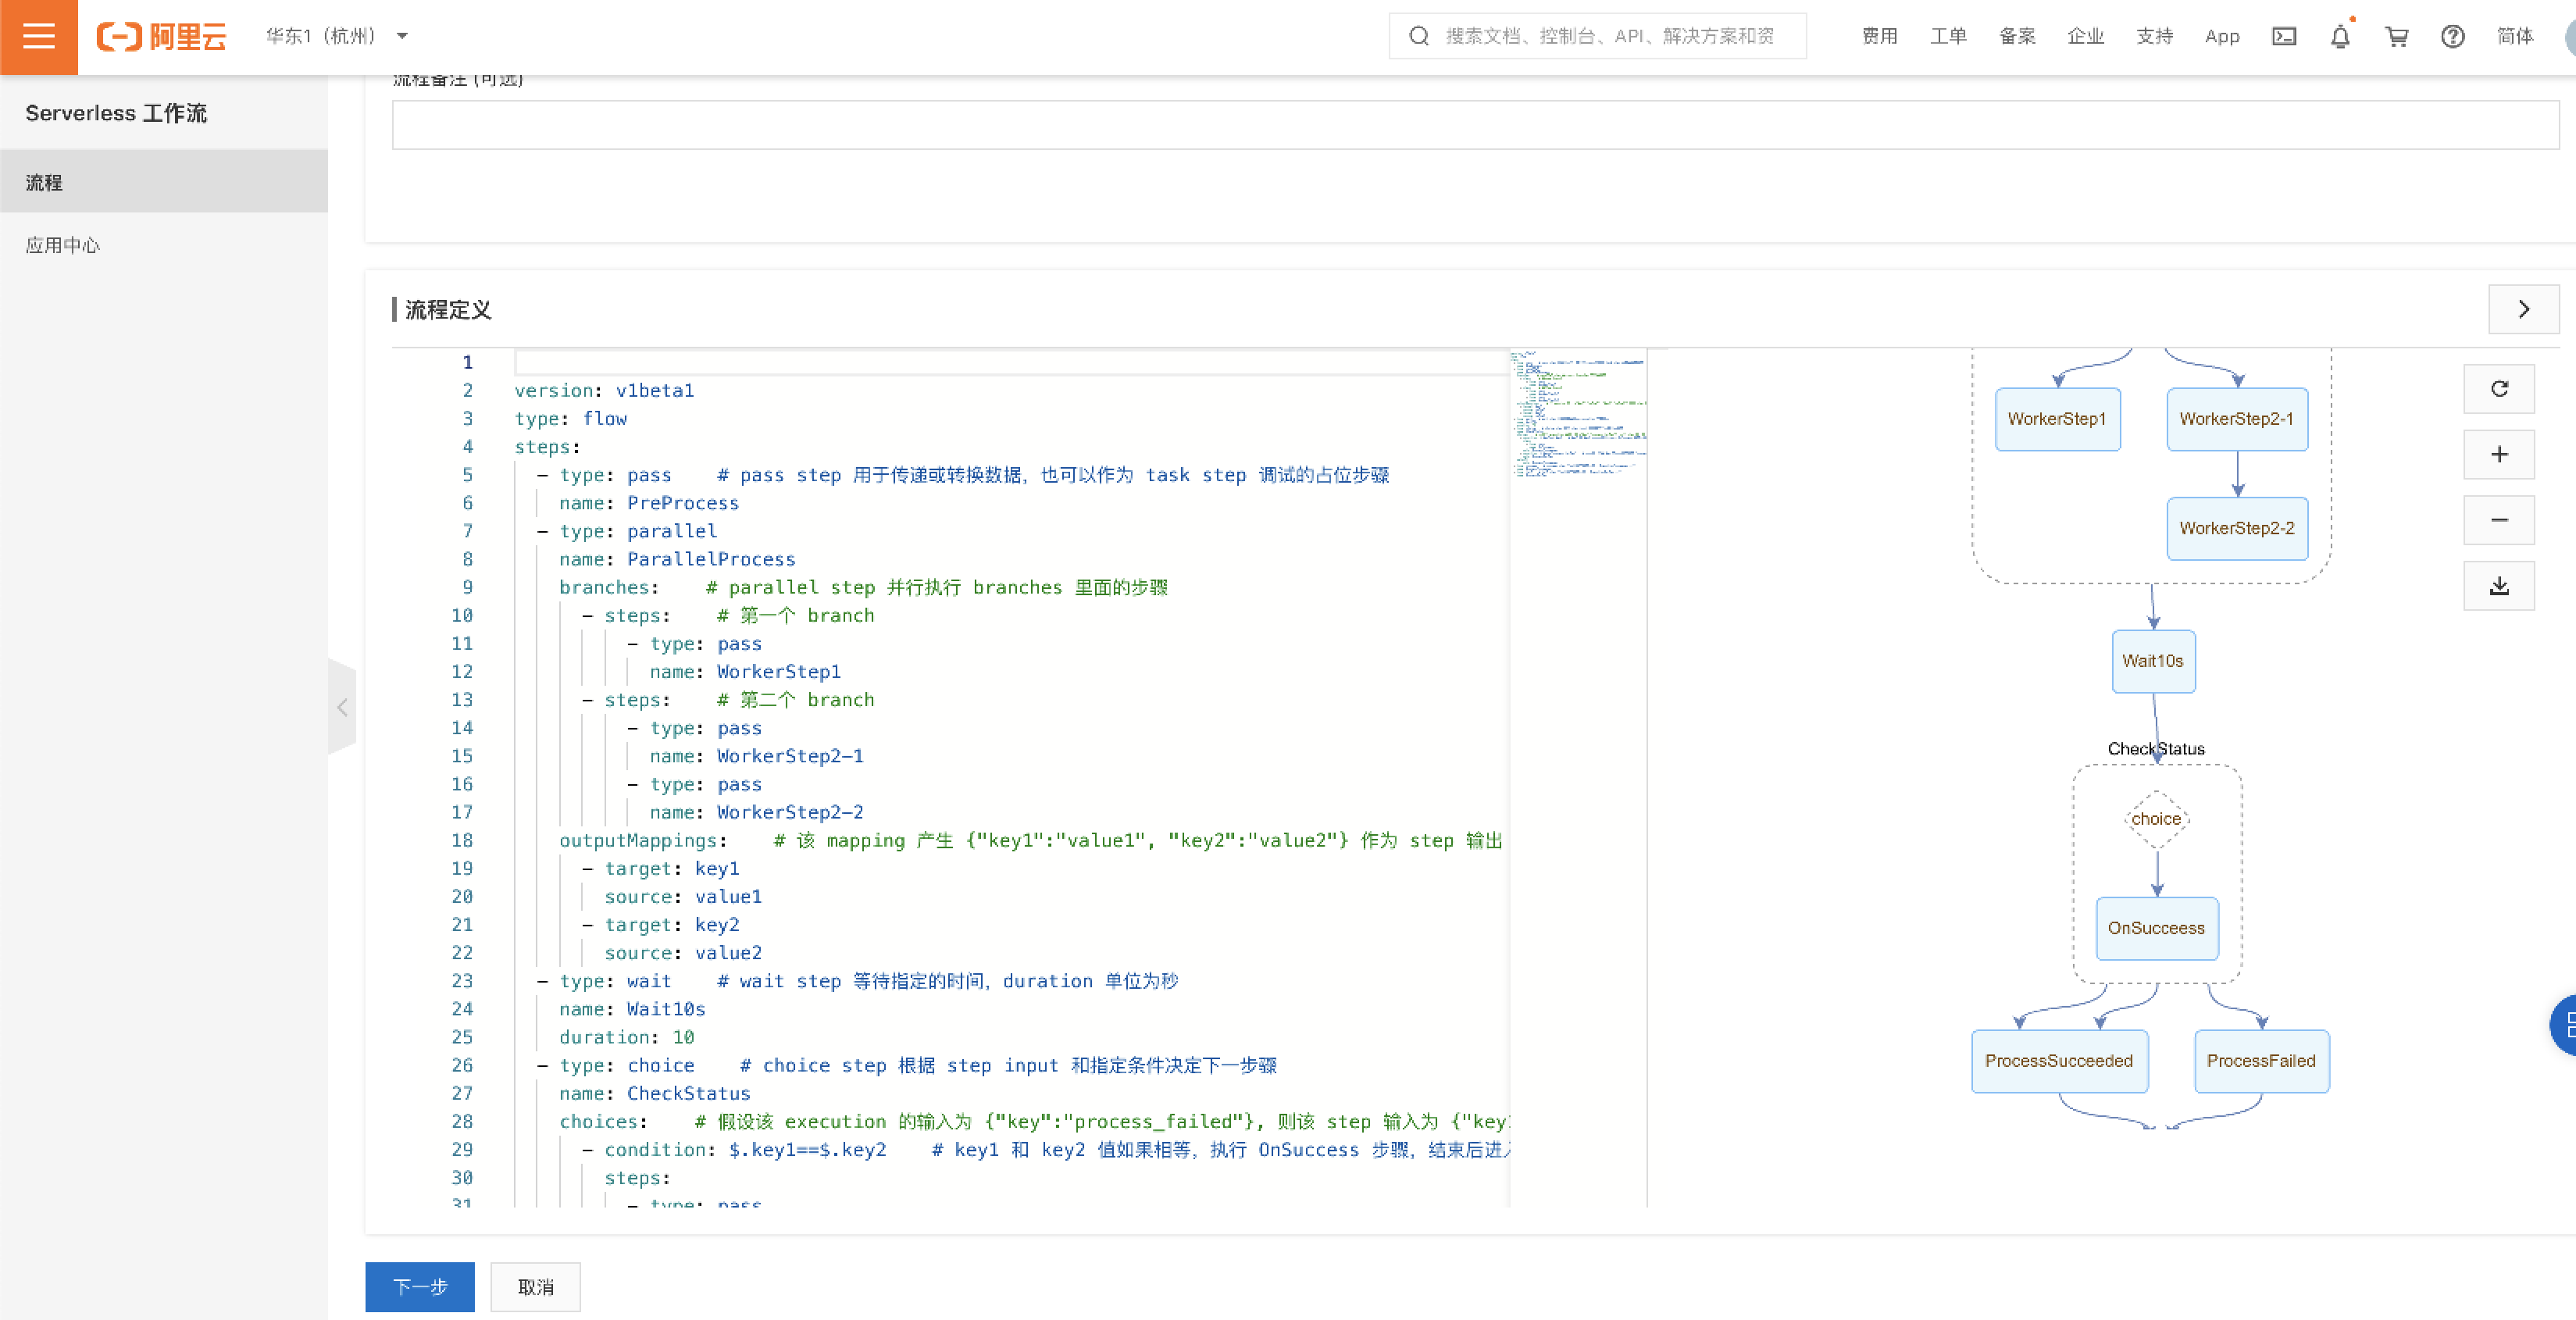 阿里云
华东1（杭州）
搜索文档、控制台、API、解决方案和资
费用
工单
备案
企业
支持
App
简体
Serverless 工作流
流程
应用中心
流程备注 (可选)
流程定义
1
2 version: v1beta1
3 type: flow
4 steps:
5 - type: pass # pass step 用于传递或转换数据，也可以作为 task step 调试的占位步骤
6 name: PreProcess
7 - type: parallel
8 name: ParallelProcess
9 branches: # parallel step 并行执行 branches 里面的步骤
10 - steps: # 第一个 branch
11 - type: pass
12 name: WorkerStep1
13 - steps: # 第二个 branch
14 - type: pass
15 name: WorkerStep2-1
16 - type: pass
17 name: WorkerStep2-2
18 outputMappings: # 该 mapping 产生 {"key1":"value1", "key2":"value2"} 作为 step 输出
19 - target: key1
20 source: value1
21 - target: key2
22 source: value2
23 - type: wait # wait step 等待指定的时间，duration 单位为秒
24 name: Wait10s
25 duration: 10
26 - type: choice # choice step 根据 step input 和指定条件决定下一步骤
27 name: CheckStatus
28 choices: # 假设该 execution 的输入为 {"key":"process_failed"}, 则该 step 输入为 {"key
29 - condition: $.key1==$.key2 # key1 和 key2 值如果相等，执行 OnSuccess 步骤，结束后进入
30 steps:
31 - type: pass
WorkerStep1
WorkerStep2-1
WorkerStep2-2
Wait10s
CheckStatus
choice
OnSucceess
ProcessSucceeded
ProcessFailed
下一步
取消